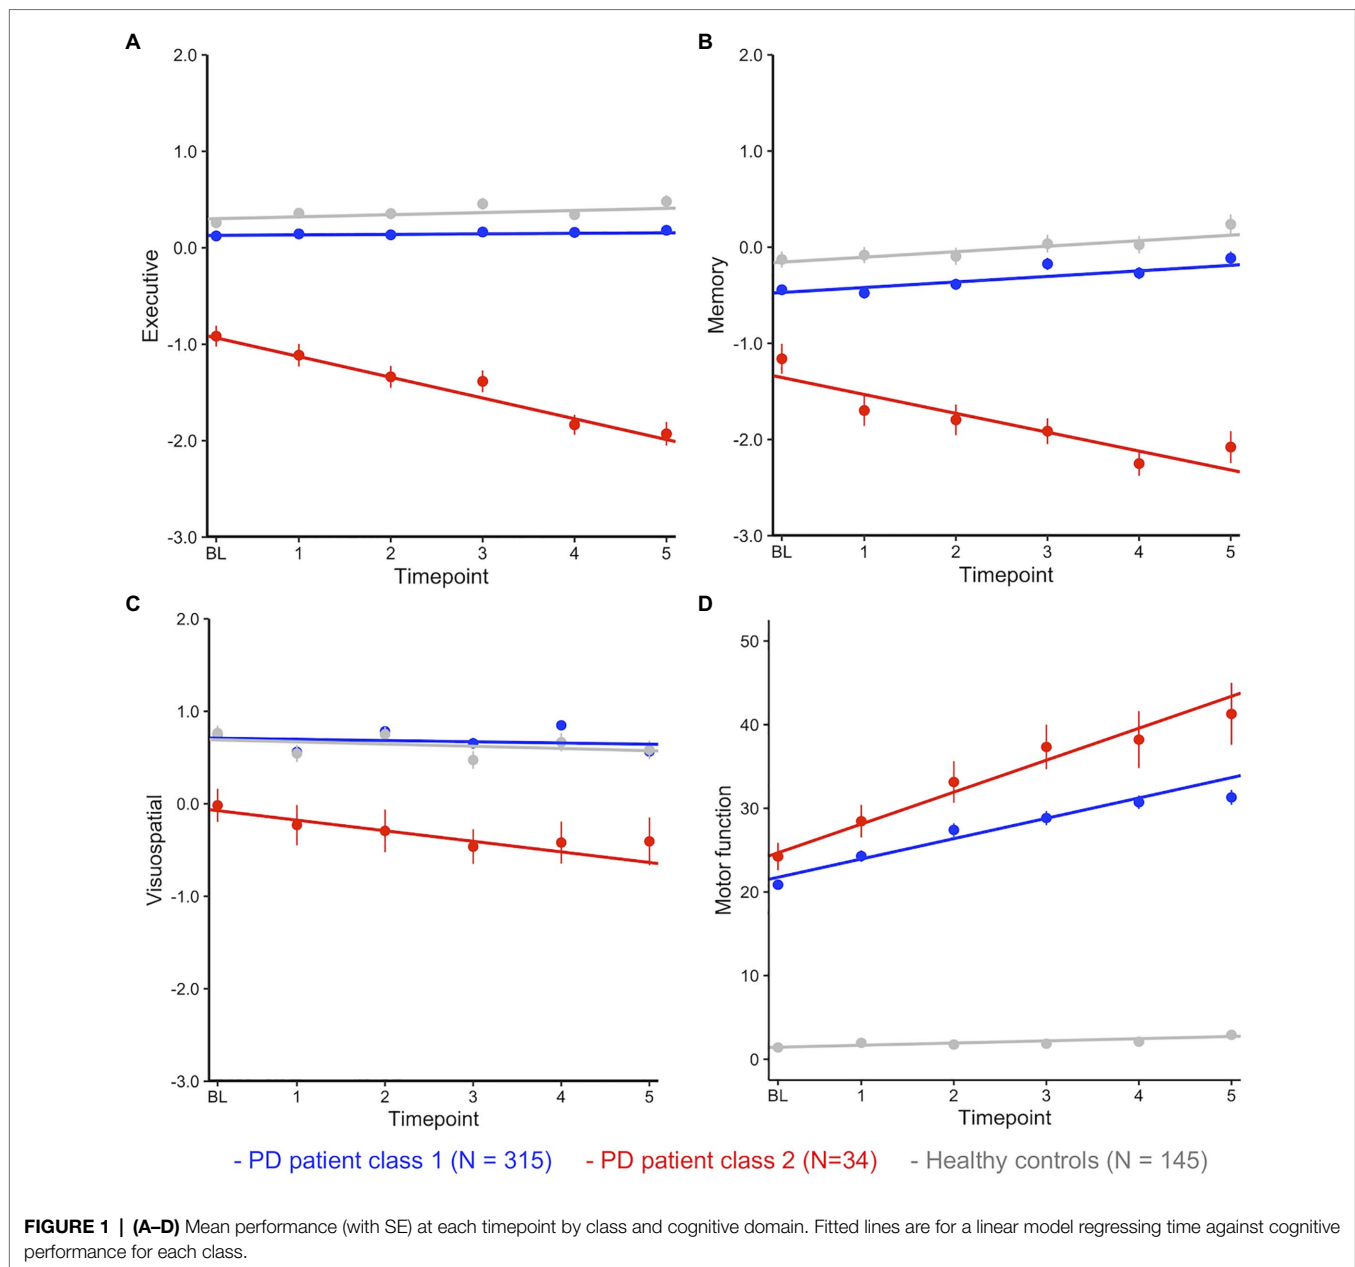 A
2.0
1.0
0.0
-1.0
-2.0
-3.0
Executive
BL 1 2 3 4 5
Timepoint
B
2.0
1.0
0.0
-1.0
-2.0
-3.0
Memory
BL 1 2 3 4 5
Timepoint
C
2.0
1.0
0.0
-1.0
-2.0
-3.0
Visuospatial
BL 1 2 3 4 5
Timepoint
D
50
40
30
20
10
0
Motor function
BL 1 2 3 4 5
Timepoint
- PD patient class 1 (N = 315) - PD patient class 2 (N=34) - Healthy controls (N = 145)
FIGURE 1 | (A–D) Mean performance (with SE) at each timepoint by class and cognitive domain. Fitted lines are for a linear model regressing time against cognitive
performance for each class.